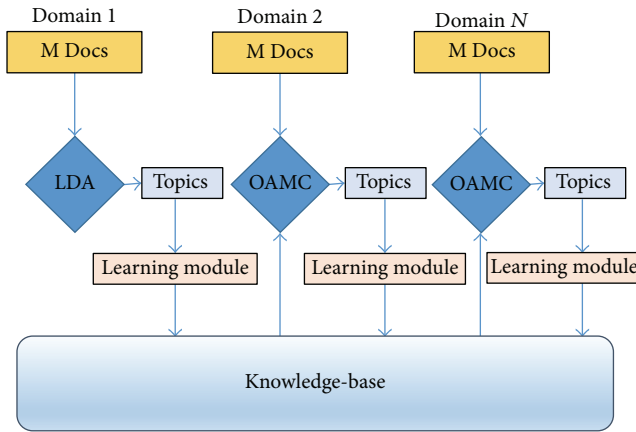 Domain 1
Domain 2
Domain N
M Docs
M Docs
M Docs
LDA
Topics
OAMC
Topics
OAMC
Topics
Learning module
Learning module
Learning module
Knowledge-base